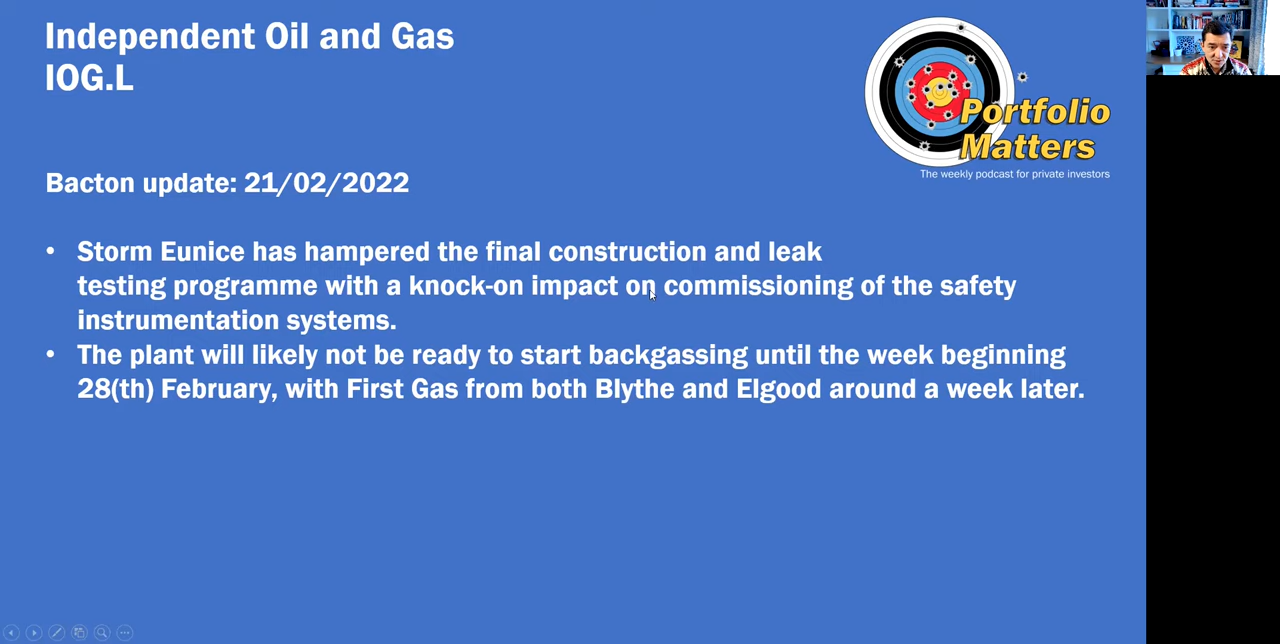 Independent Oil and Gas
IOG.L
Portfolio
Matters
The weekly podcast for private investors
Bacton update: 21/02/2022
• Storm Eunice has hampered the final construction and leak
testing programme with a knock-on impact on commissioning of the safety
instrumentation systems.
• The plant will likely not be ready to start backgassing until the week beginning
28(th) February, with First Gas from both Blythe and Elgood around a week later.